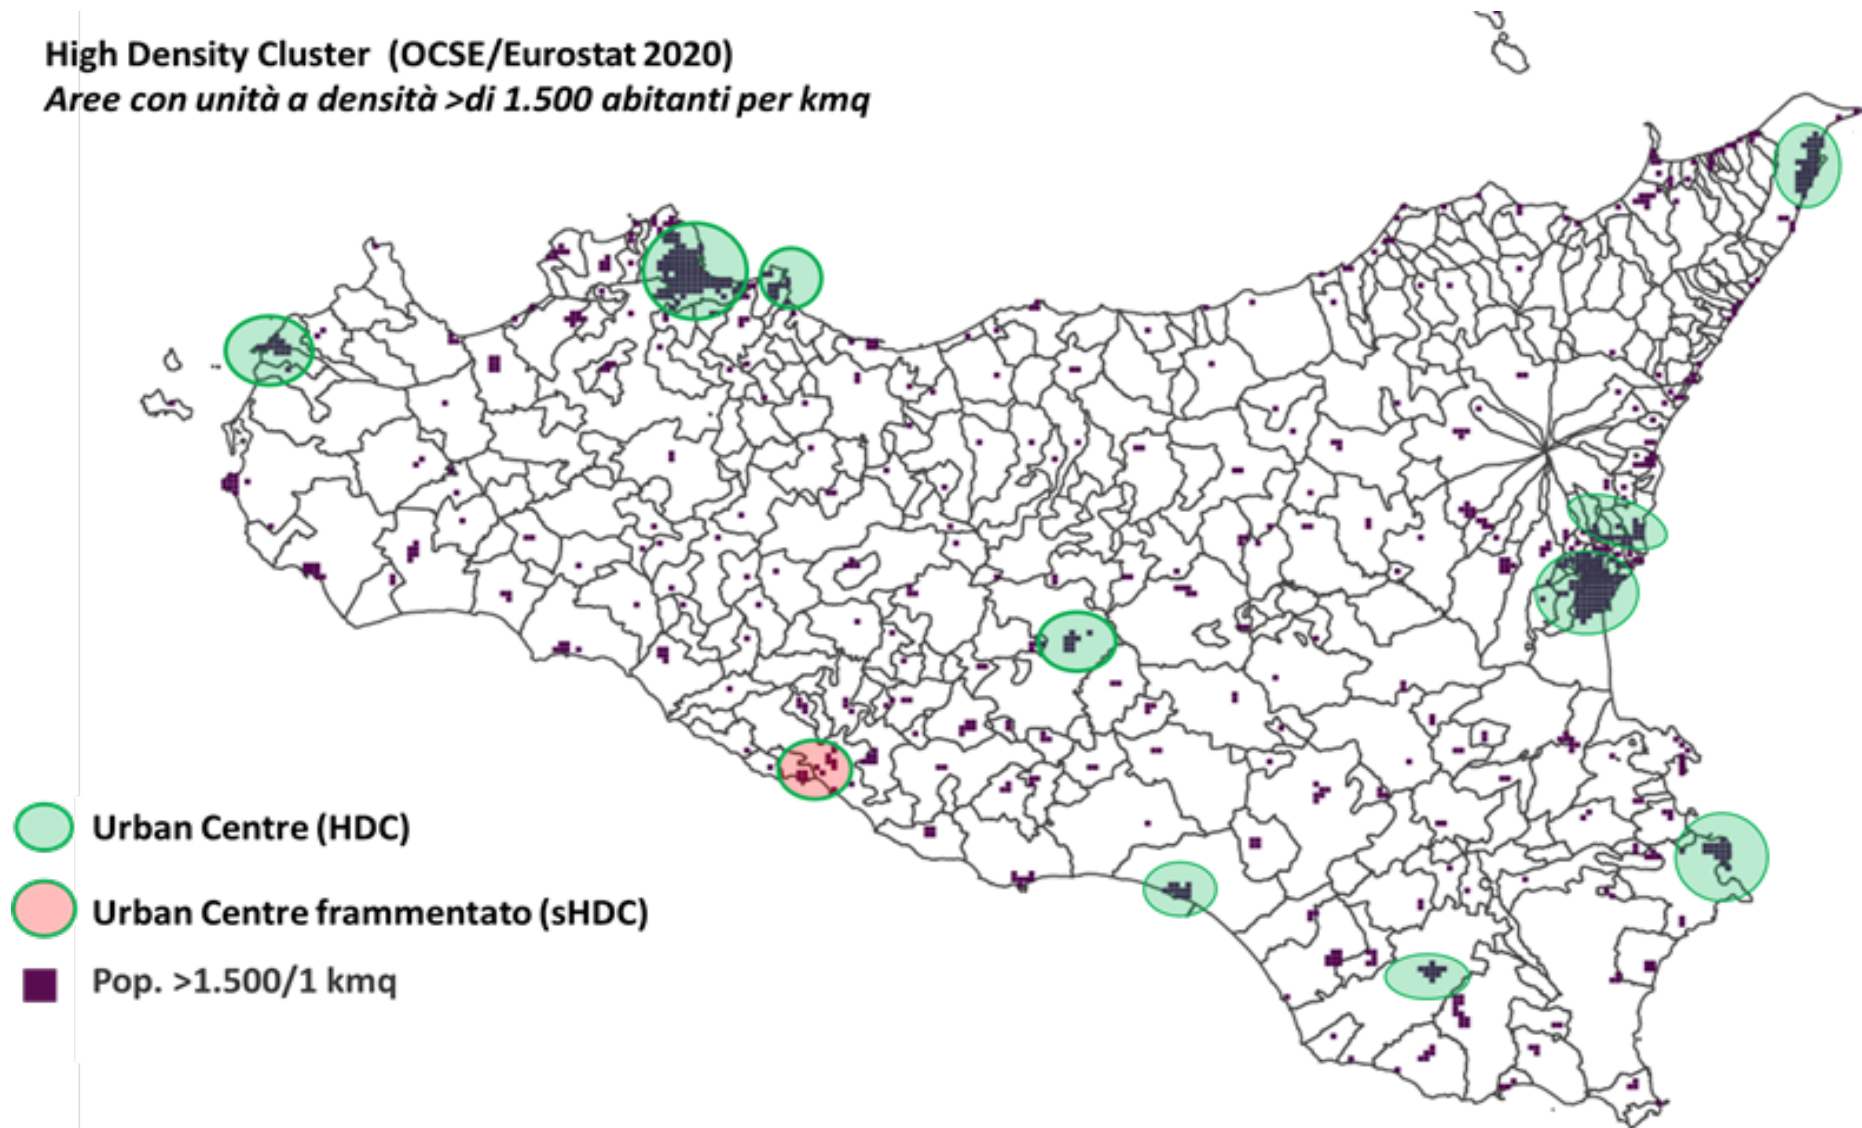 High Density Cluster (OCSE/Eurostat 2020)
Aree con unità a densità >di 1.500 abitanti per kmq
Urban Centre (HDC)
Urban Centre frammentato (sHDC)
Pop. >1.500/1 kmq